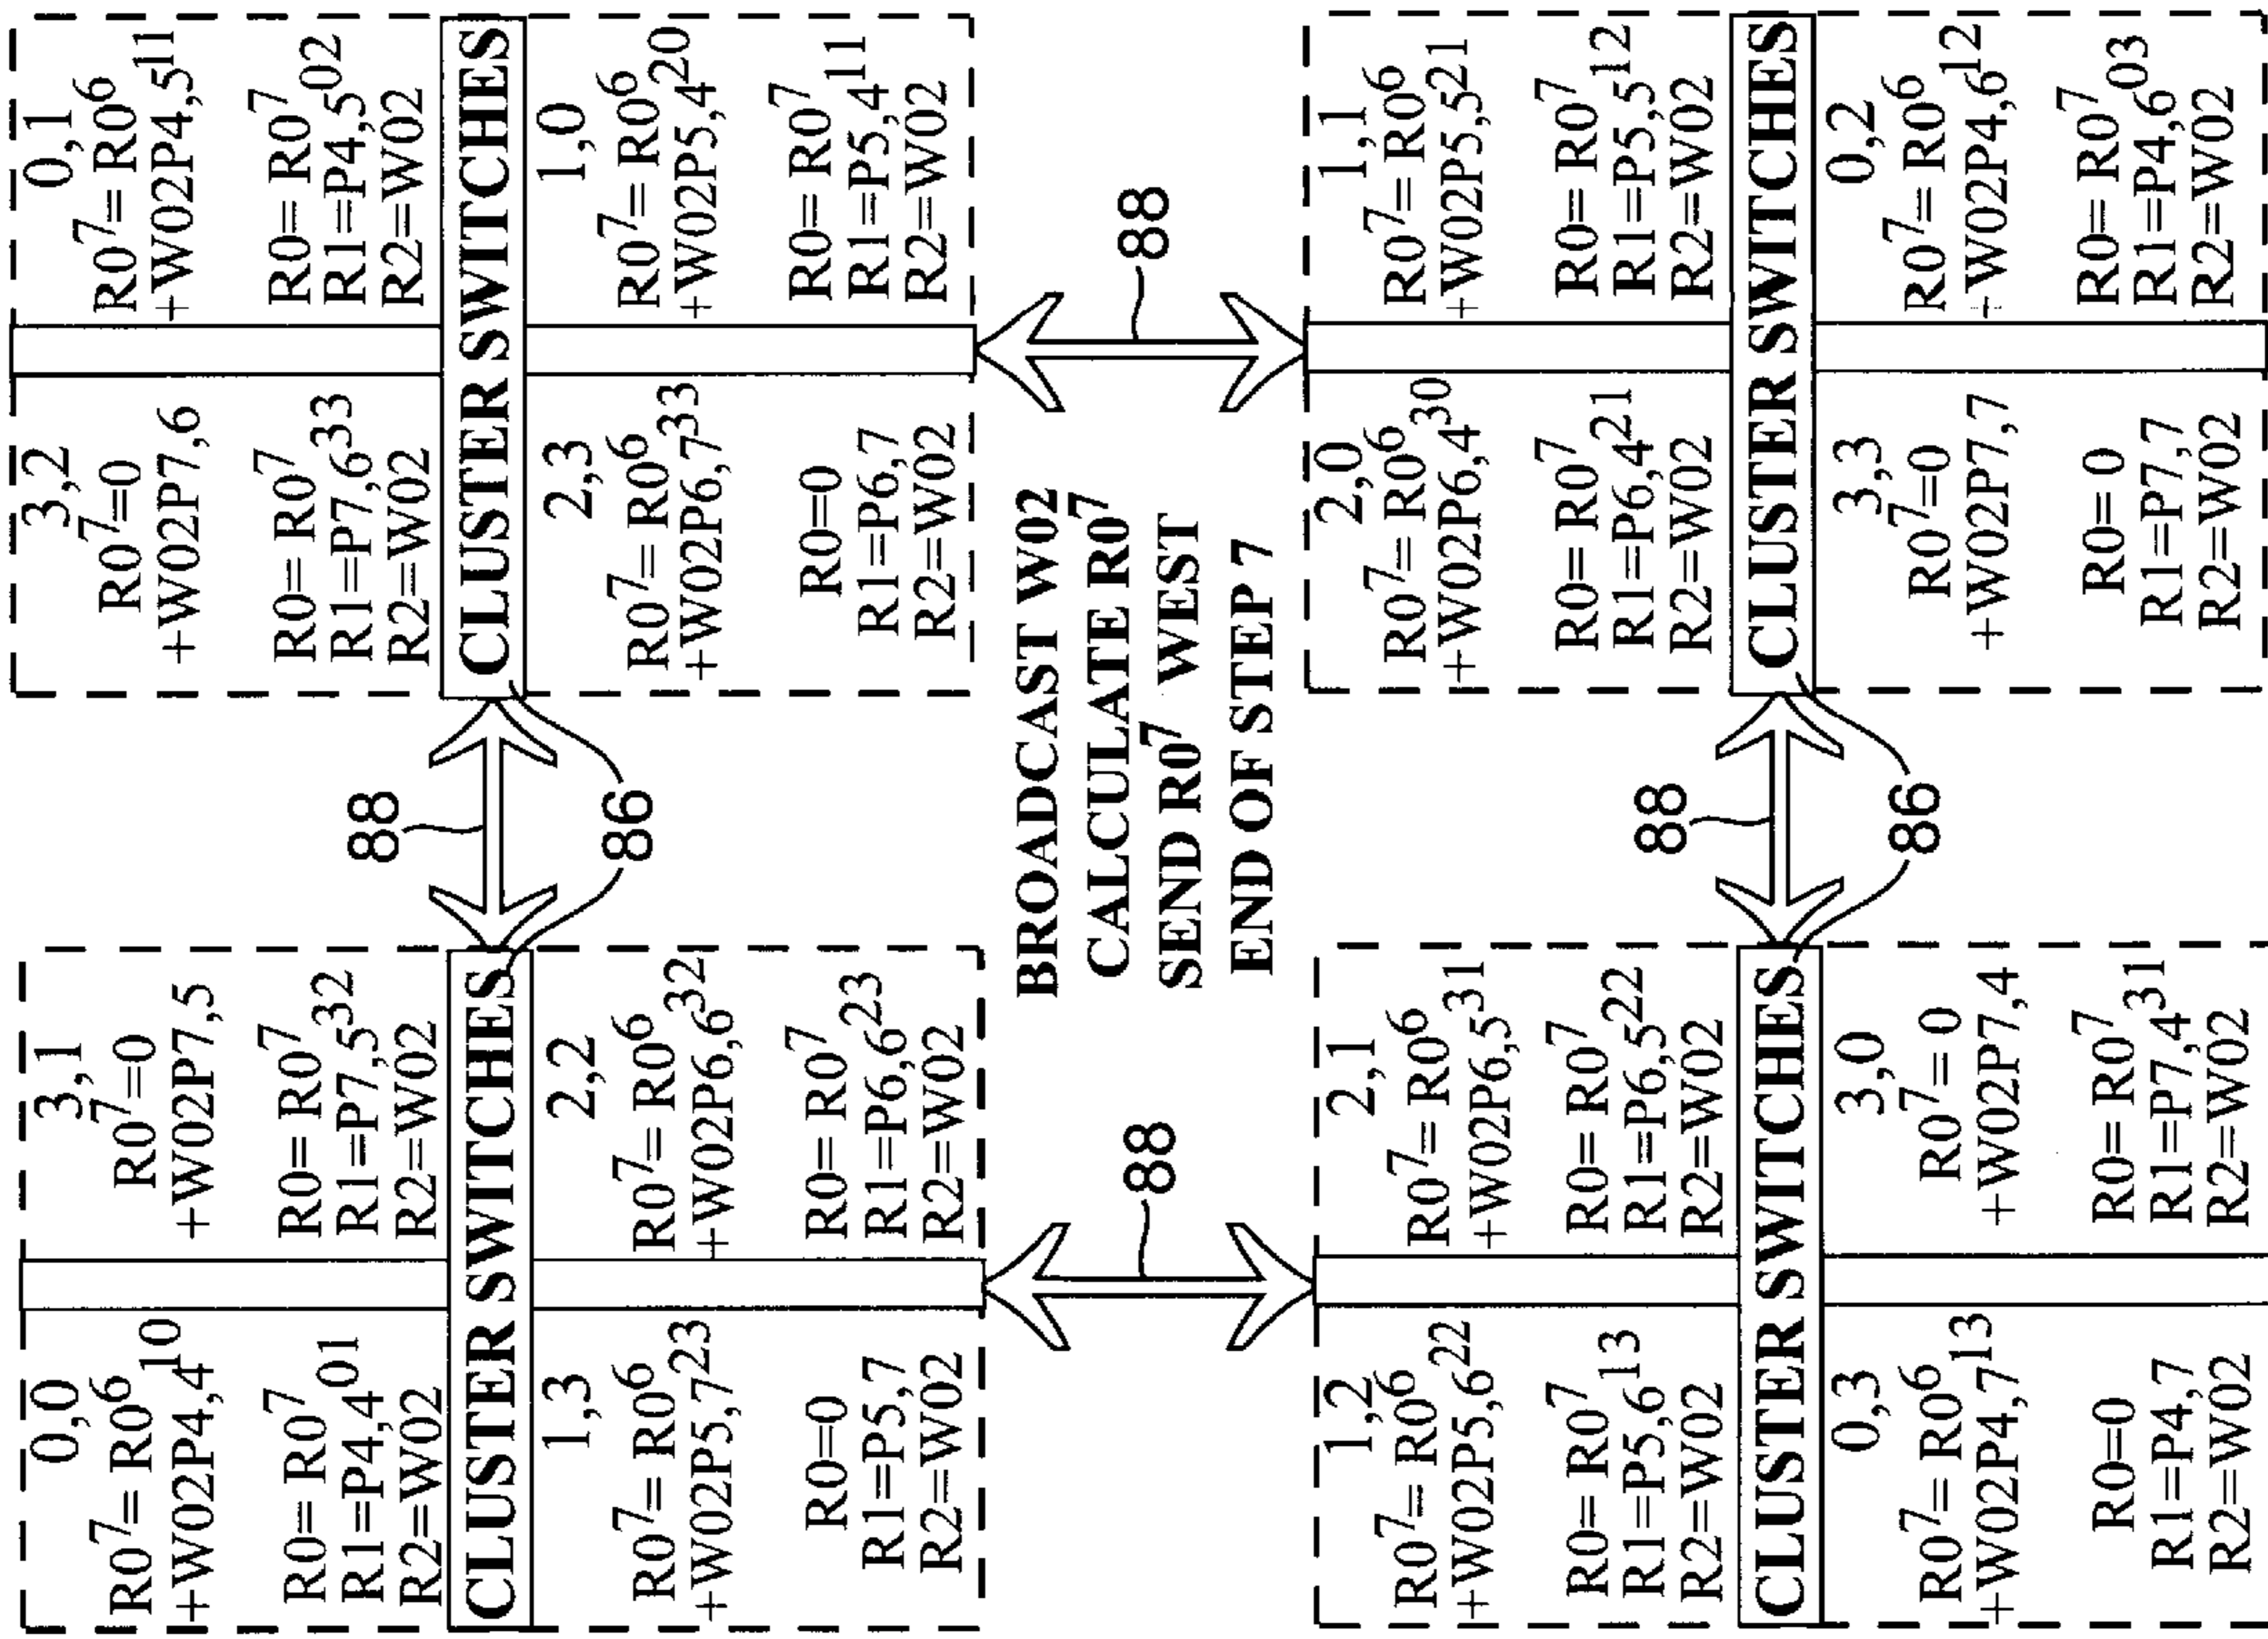 0,0
R0⁷= R0⁶
+W02P4,4¹⁰
R0= R0⁷
R1=P4,4⁰¹
R2=W02
3,1
R0⁷=0
+W02P7,5
R0= R0⁷
R1=P7,5³²
R2=W02
CLUSTER SWITCHES
1,3
R0⁷= R0⁶
+W02P5,7²³
R0=0
R1=P5,7
R2=W02
2,2
R0⁷= R0⁶
+W02P6,6³²
R0= R0⁷
R1=P6,6²³
R2=W02
88
86
3,2
R0⁷=0
+W02P7,6
R0= R0⁷
R1=P7,6³³
R2=W02
0,1
R0⁷= R0⁶
+W02P4,5¹¹
R0= R0⁷
R1=P4,5⁰²
R2=W02
CLUSTER SWITCHES
2,3
R0⁷= R0⁶
+W02P6,7³³
R0=0
R1=P6,7
R2=W02
1,0
R0⁷= R0⁶
+W02P5,4²⁰
R0= R0⁷
R1=P5,4¹¹
R2=W02
88
BROADCAST W02
CALCULATE R0⁷
SEND R0⁷ WEST
END OF STEP 7
88
1,2
R0⁷= R0⁶
+W02P5,6²²
R0= R0⁷
R1=P5,6¹³
R2=W02
2,1
R0⁷= R0⁶
+W02P6,5³¹
R0= R0⁷
R1=P6,5²²
R2=W02
CLUSTER SWITCHES
0,3
R0⁷= R0⁶
+W02P4,7¹³
R0=0
R1=P4,7
R2=W02
3,0
R0⁷= 0
+W02P7,4
R0= R0⁷
R1=P7,4³¹
R2=W02
88
86
2,0
R0⁷= R0⁶
+W02P6,4³⁰
R0= R0⁷
R1=P6,4²¹
R2=W02
1,1
R0⁷= R0⁶
+W02P5,5²¹
R0= R0⁷
R1=P5,5¹²
R2=W02
CLUSTER SWITCHES
3,3
R0⁷=0
+W02P7,7
R0= 0
R1=P7,7
R2=W02
0,2
R0⁷= R0⁶
+W02P4,6¹²
R0= R0⁷
R1=P4,6⁰³
R2=W02